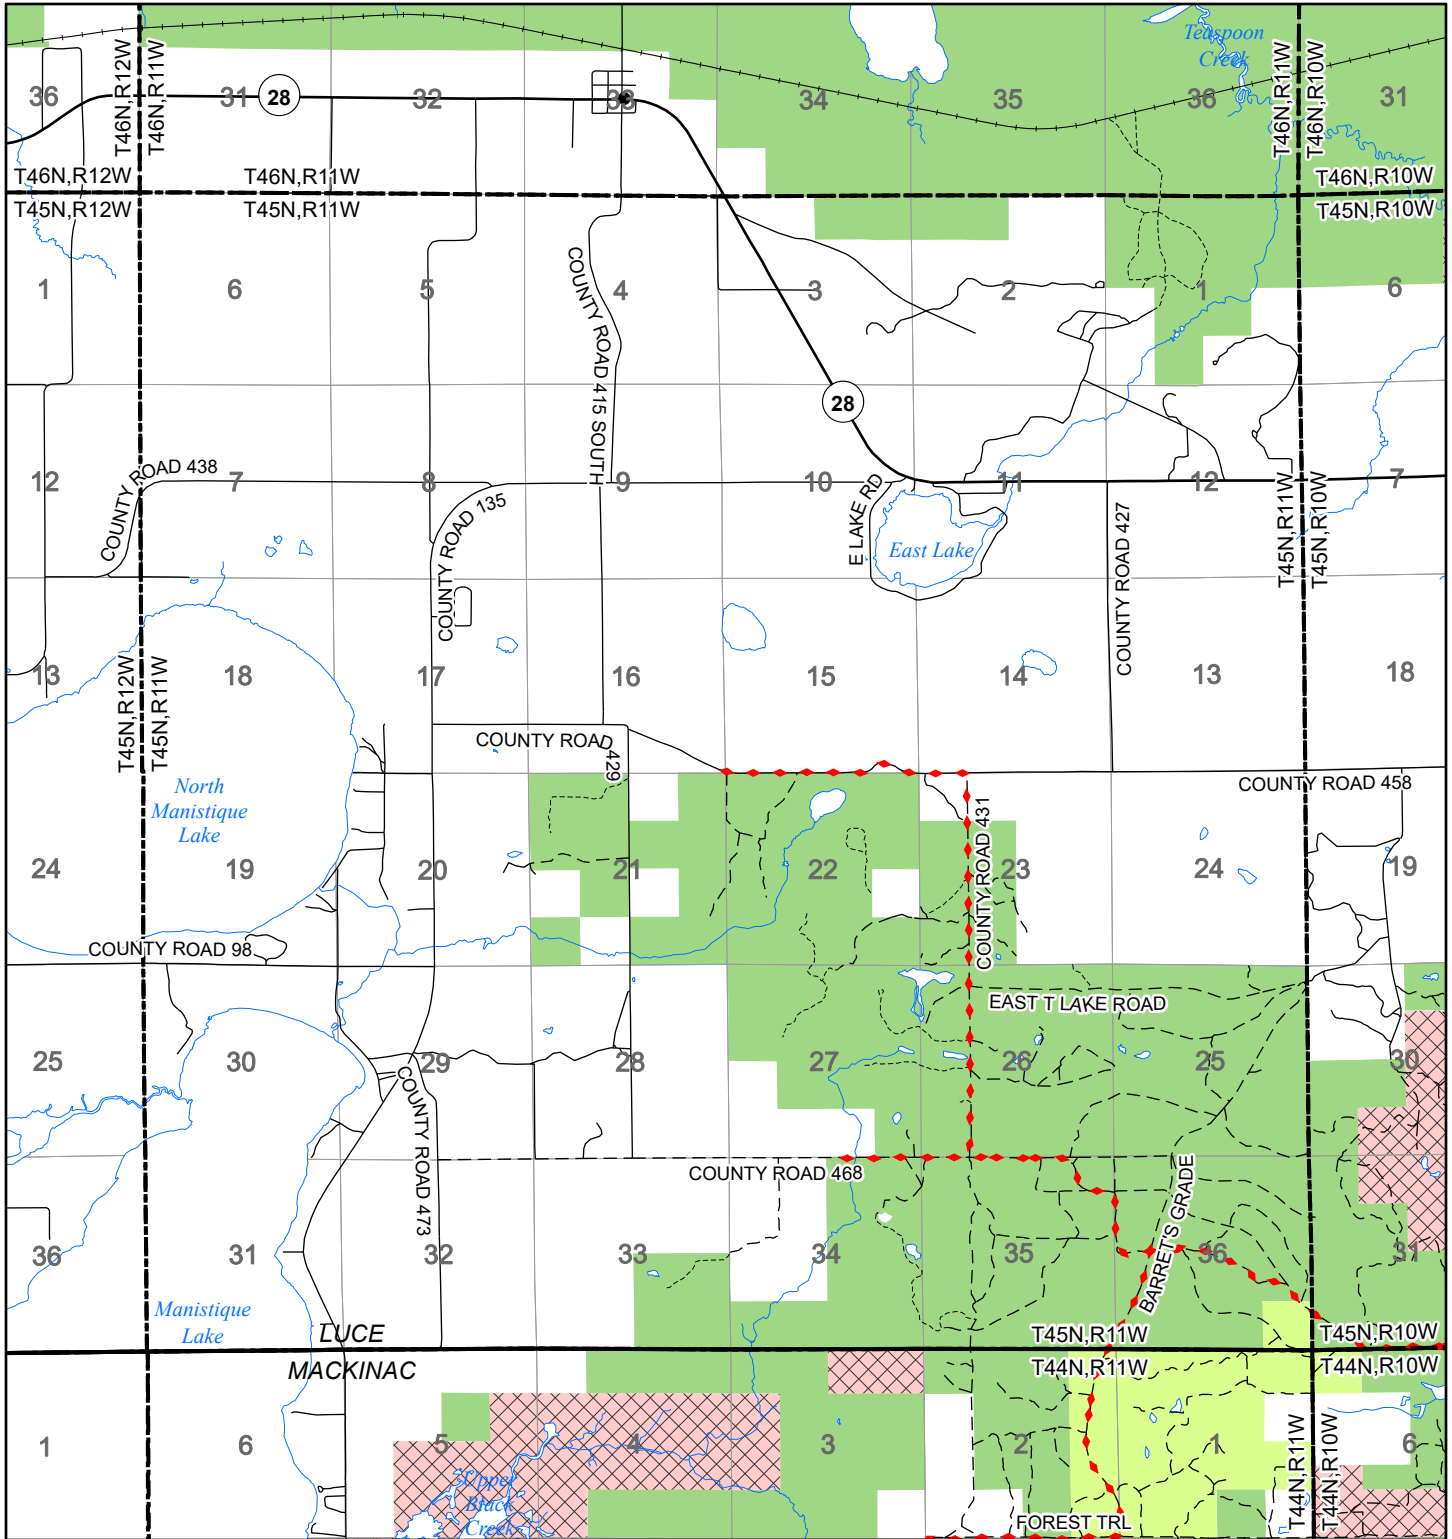 Teaspoon
Creek
36
31
28
32
33
34
35
36
31
T46N,R12W
T46N,R11W
T46N,R11W
T46N,R10W
T46N,R12W
T46N,R11W
T46N,R10W
T45N,R12W
T45N,R11W
T45N,R10W
1
6
5
4
3
2
1
6
COUNTY ROAD 415 SOUTH
28
12
COUNTY ROAD 438
7
8
9
10
11
12
7
COUNTY ROAD 135
E LAKE RD
East Lake
COUNTY ROAD 427
T45N,R11W
T45N,R10W
13
18
17
16
15
14
13
18
T45N,R12W
T45N,R11W
COUNTY ROAD 429
COUNTY ROAD 458
North
Manistique
Lake
COUNTY ROAD 431
24
19
20
21
22
23
24
19
COUNTY ROAD 98
EAST T LAKE ROAD
25
30
29
28
27
26
25
30
COUNTY ROAD 473
COUNTY ROAD 468
BARRET'S GRADE
36
31
32
33
34
35
36
31
Manistique
Lake
LUCE
T45N,R11W
T45N,R10W
MACKINAC
T44N,R11W
T44N,R10W
1
6
5
4
3
2
1
6
T44N,R11W
T44N,R10W
Upper
Black
Creek
FOREST TRL